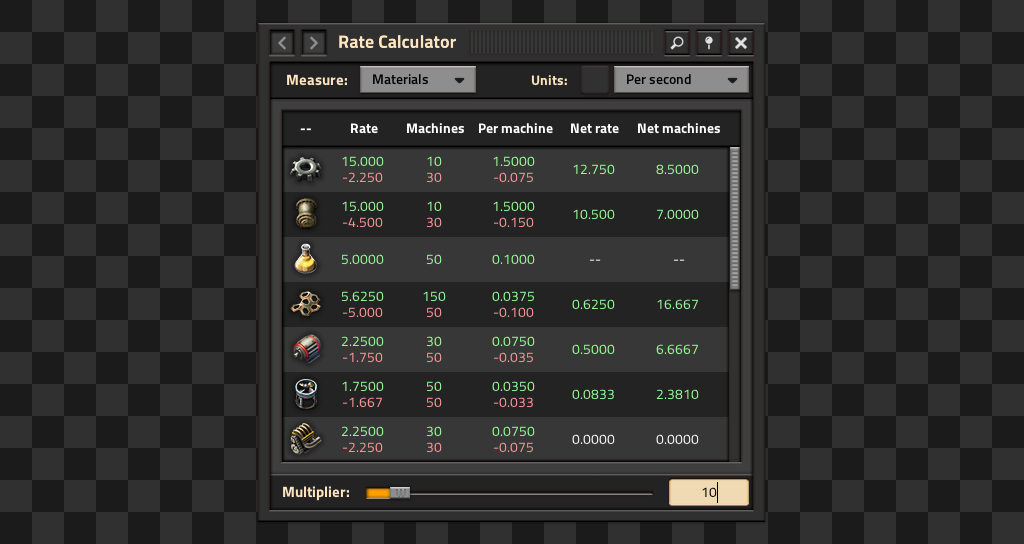 Rate Calculator
Measure: Materials Units: Per second
-- Rate Machines Per machine Net rate Net machines
15.000 10 1.5000
-2.250 30 -0.075
12.750 8.5000
15.000 10 1.5000
-4.500 30 -0.150
10.500 7.0000
5.0000 50 0.1000 -- --
5.6250 150 0.0375
-5.000 50 -0.100
0.6250 16.667
2.2500 30 0.0750
-1.750 50 -0.035
0.5000 6.6667
1.7500 50 0.0350
-1.667 50 -0.033
0.0833 2.3810
2.2500 30 0.0750
-2.250 30 -0.075
0.0000 0.0000
Multiplier: 10